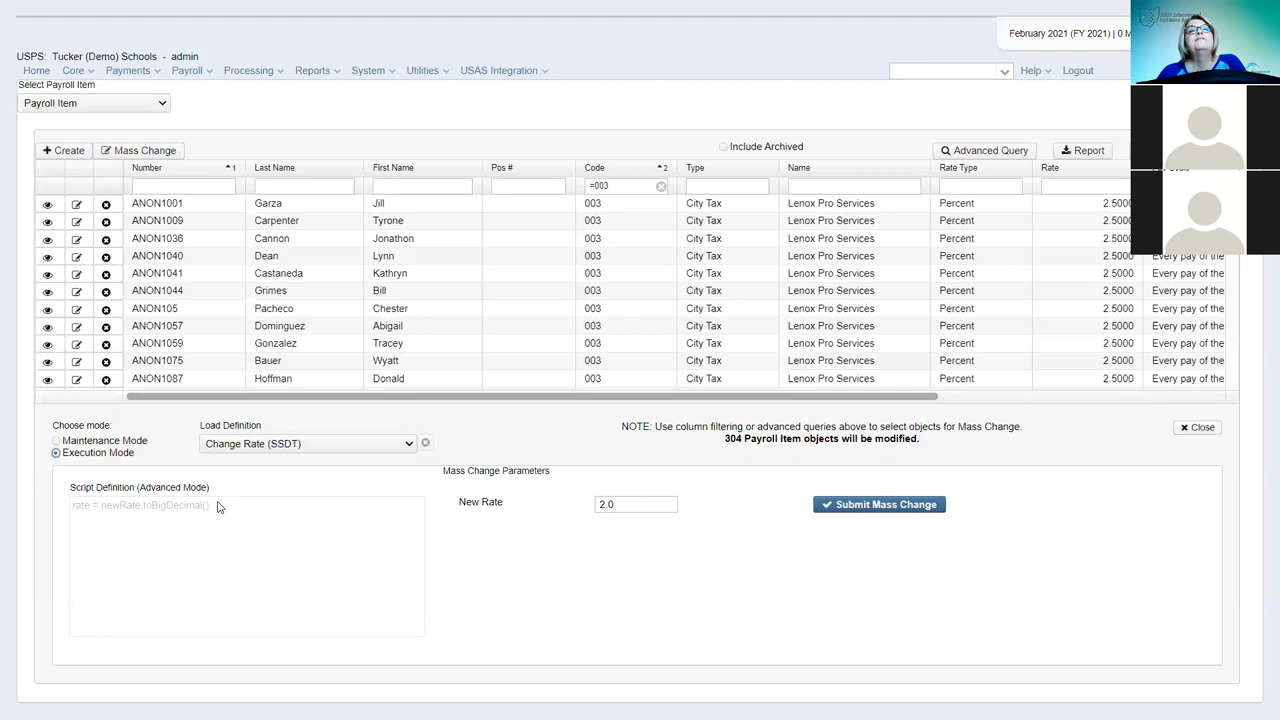 February 2021 (FY 2021) | 0 M
USPS: Tucker (Demo) Schools - admin
Home Core Payments Payroll Processing Reports System Utilities USAS Integration Help Logout
Select Payroll Item
Payroll Item
Create Mass Change Include Archived Advanced Query Report
Number 1 Last Name First Name Pos # Code 2 Type Name Rate Type Rate
=003
ANON1001 Garza Jill 003 City Tax Lenox Pro Services Percent 2.5000
ANON1009 Carpenter Tyrone 003 City Tax Lenox Pro Services Percent 2.5000
ANON1036 Cannon Jonathon 003 City Tax Lenox Pro Services Percent 2.5000
ANON1040 Dean Lynn 003 City Tax Lenox Pro Services Percent 2.5000 Every pay of the
ANON1041 Castaneda Kathryn 003 City Tax Lenox Pro Services Percent 2.5000 Every pay of the
ANON1044 Grimes Bill 003 City Tax Lenox Pro Services Percent 2.5000 Every pay of the
ANON105 Pacheco Chester 003 City Tax Lenox Pro Services Percent 2.5000 Every pay of the
ANON1057 Dominguez Abigail 003 City Tax Lenox Pro Services Percent 2.5000 Every pay of the
ANON1059 Gonzalez Tracey 003 City Tax Lenox Pro Services Percent 2.5000 Every pay of the
ANON1075 Bauer Wyatt 003 City Tax Lenox Pro Services Percent 2.5000 Every pay of the
ANON1087 Hoffman Donald 003 City Tax Lenox Pro Services Percent 2.5000 Every pay of the
Choose mode: Load Definition NOTE: Use column filtering or advanced queries above to select objects for Mass Change. Close
Maintenance Mode Change Rate (SSDT) 304 Payroll Item objects will be modified.
Execution Mode
Mass Change Parameters
Script Definition (Advanced Mode)
rate = newRate.toBigDecimal() New Rate 2.0 Submit Mass Change